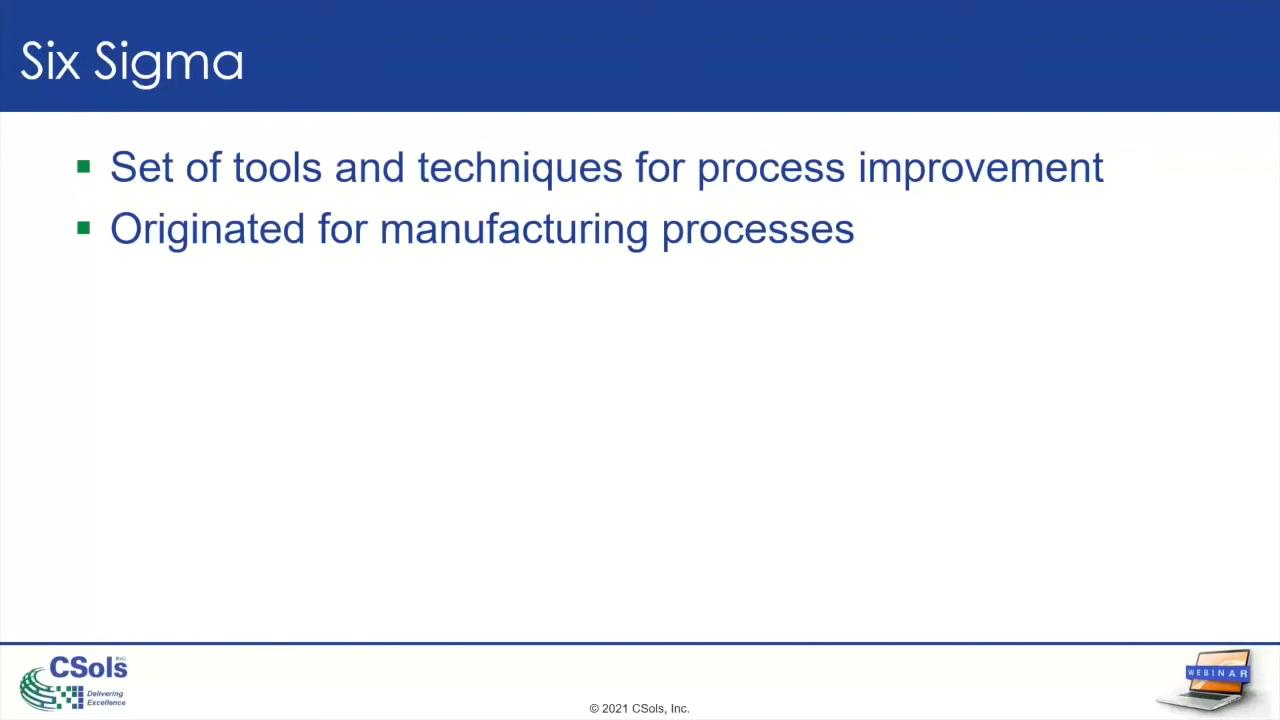 Six Sigma
Set of tools and techniques for process improvement
Originated for manufacturing processes
CSols INC
Delivering
Excellence
© 2021 CSols, Inc.
WEBINAR